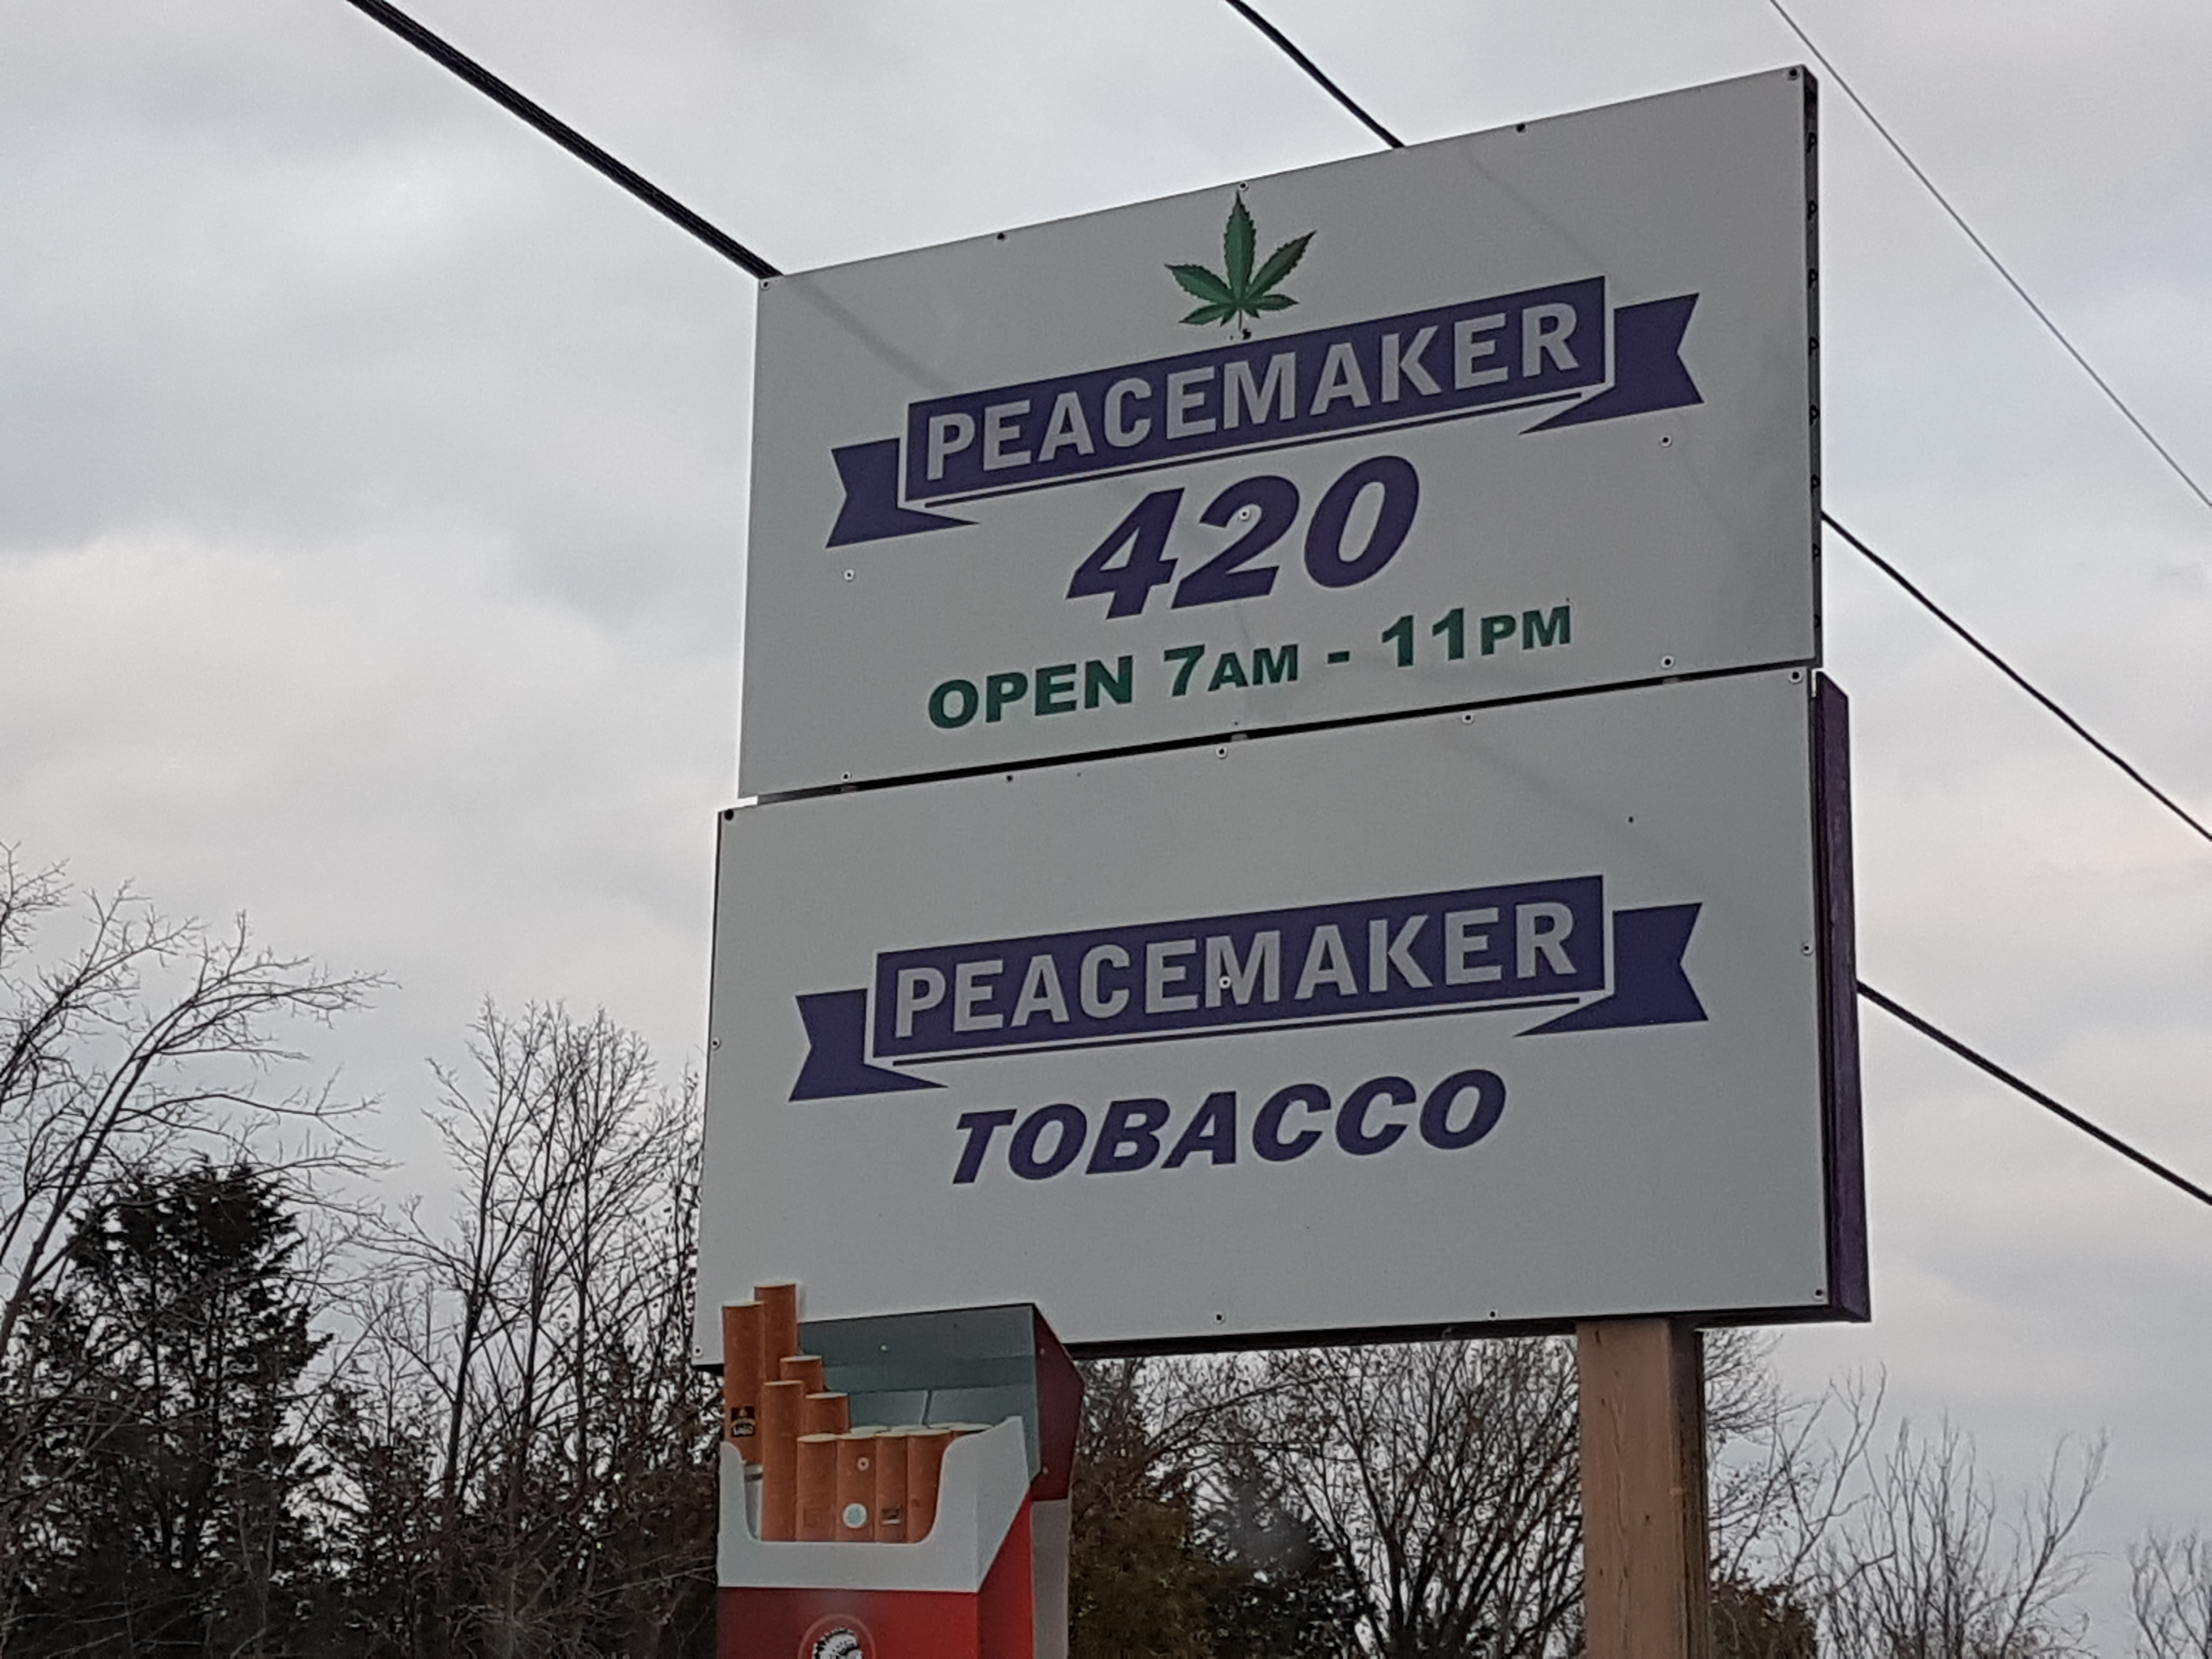 PEACEMAKER
420
OPEN 7AM - 11PM
PEACEMAKER
TOBACCO